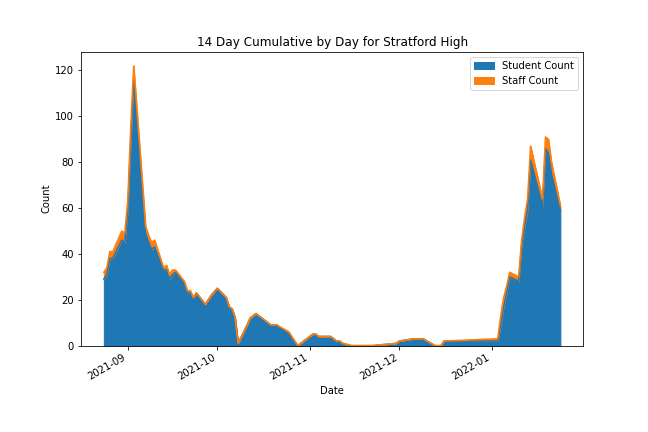 14 Day Cumulative by Day for Stratford High
Student Count
Staff Count
120
100
80
60
40
20
0
Count
2021-09
2021-10
2021-11
2021-12
2022-01
Date